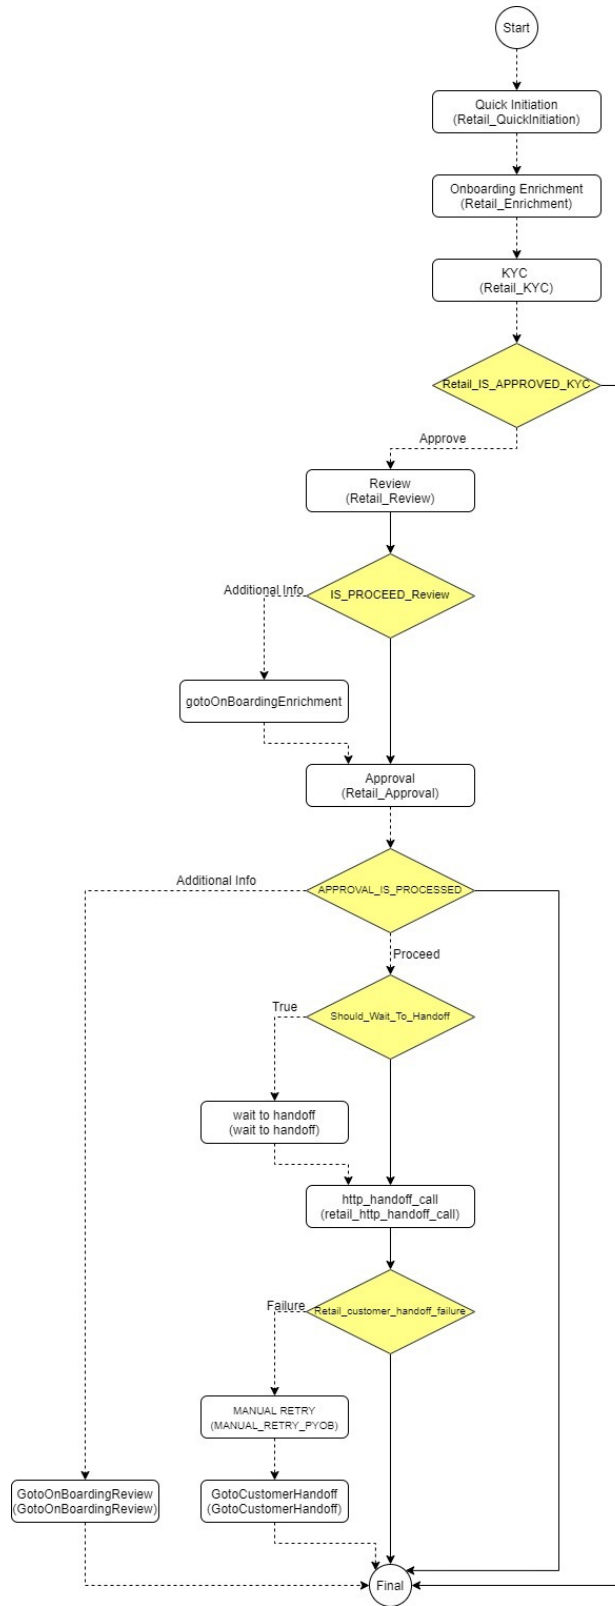 Start
Quick Initiation
(Retail_QuickInitiation)
Onboarding Enrichment
(Retail_Enrichment)
KYC
(Retail_KYC)
Retail_IS_APPROVED_KYC
Approve
Review
(Retail_Review)
IS_PROCEED_Review
Additional Info
gotoOnBoardingEnrichment
Approval
(Retail_Approval)
Additional Info
APPROVAL_IS_PROCESSED
Proceed
True
Should_Wait_To_Handoff
wait to handoff
(wait to handoff)
http_handoff_call
(retail_http_handoff_call)
Failure
Retail_customer_handoff_failure
MANUAL RETRY
(MANUAL_RETRY_PYOB)
GotoOnBoardingReview
(GotoOnBoardingReview)
GotoCustomerHandoff
(GotoCustomerHandoff)
Final